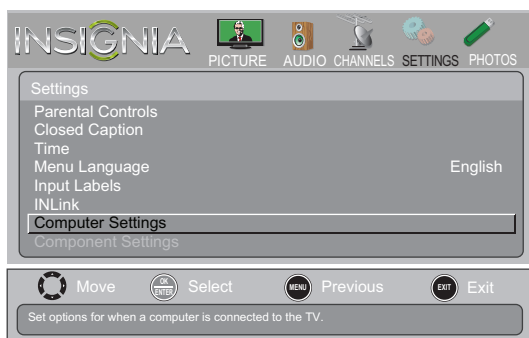 INSIGNIA
PICTURE AUDIO CHANNELS SETTINGS PHOTOS
Settings
Parental Controls
Closed Caption
Time
Menu Language English
Input Labels
INLink
Computer Settings
Component Settings
Move OK ENTER Select MENU Previous EXIT Exit
Set options for when a computer is connected to the TV.